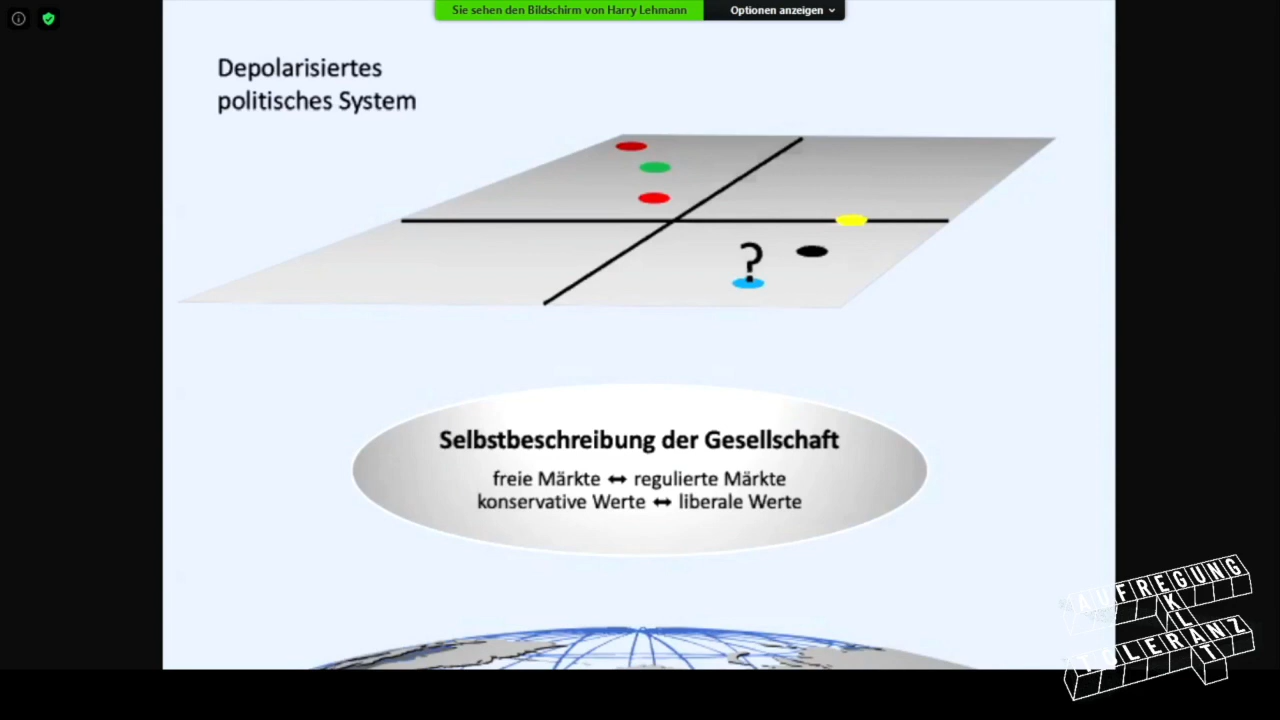 Sie sehen den Bildschirm von Harry Lehmann
Optionen anzeigen
Depolarisiertes
politisches System
?
Selbstbeschreibung der Gesellschaft
freie Märkte ↔ regulierte Märkte
konservative Werte ↔ liberale Werte
AUFREGUNG
KLT
TOLERANZ